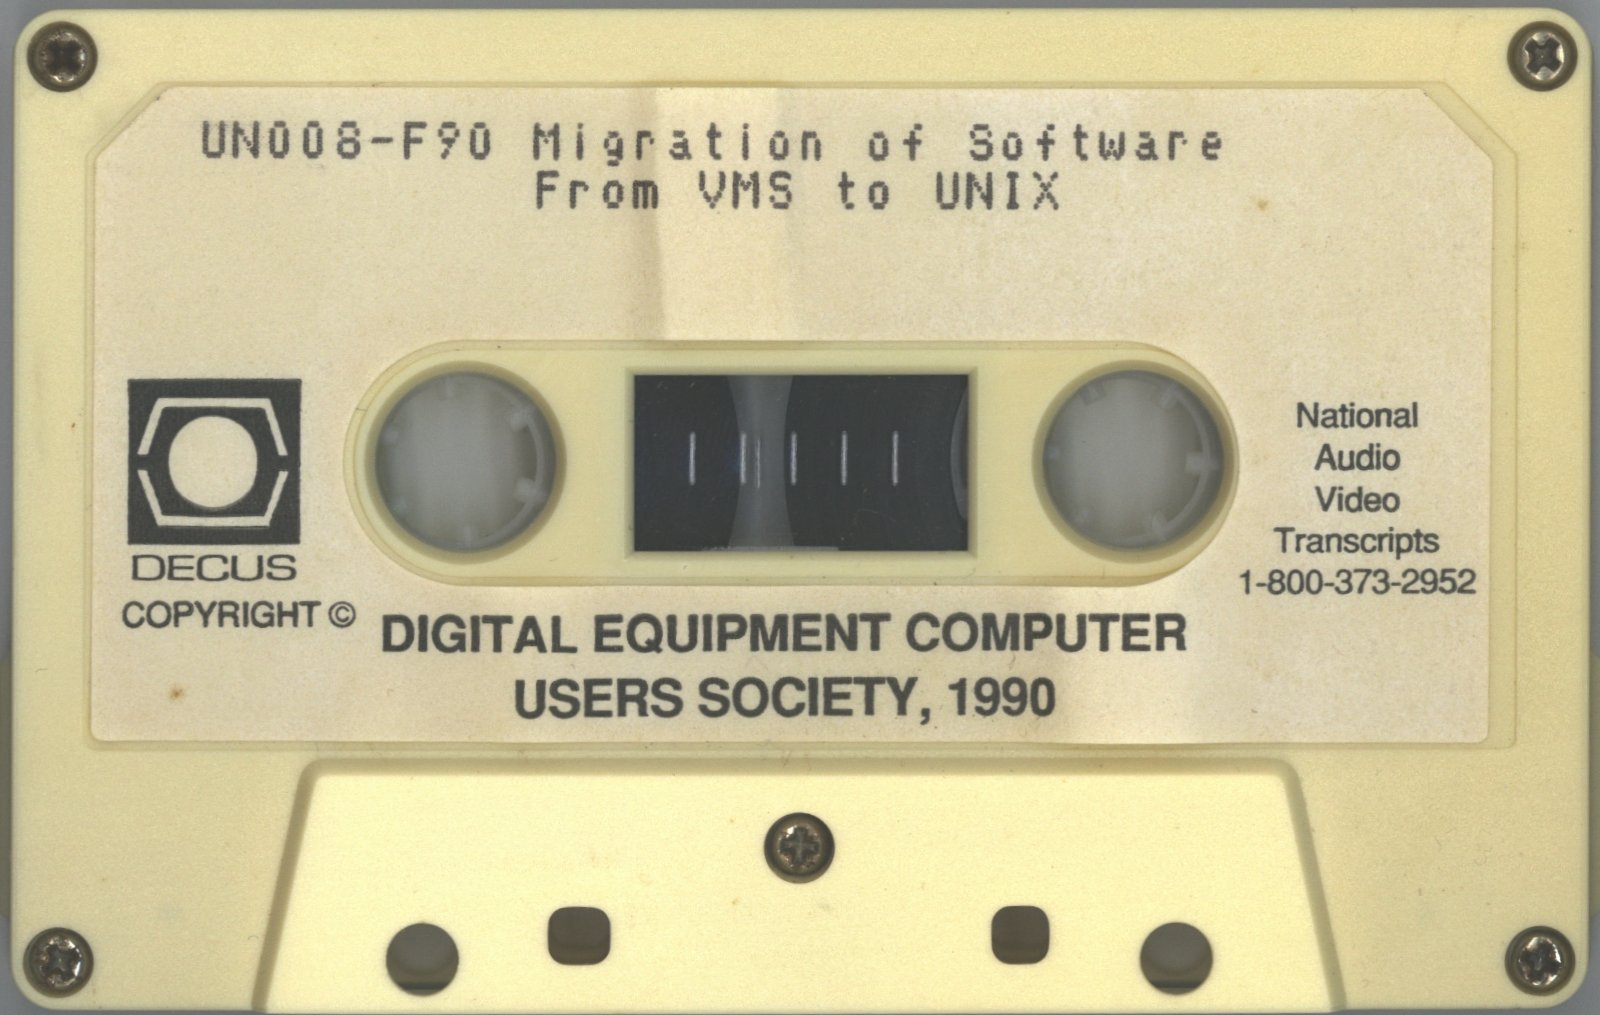 UN008-F90 Migration of Software
From VMS to UNIX
DECUS
COPYRIGHT ©
National
Audio
Video
Transcripts
1-800-373-2952
DIGITAL EQUIPMENT COMPUTER
USERS SOCIETY, 1990